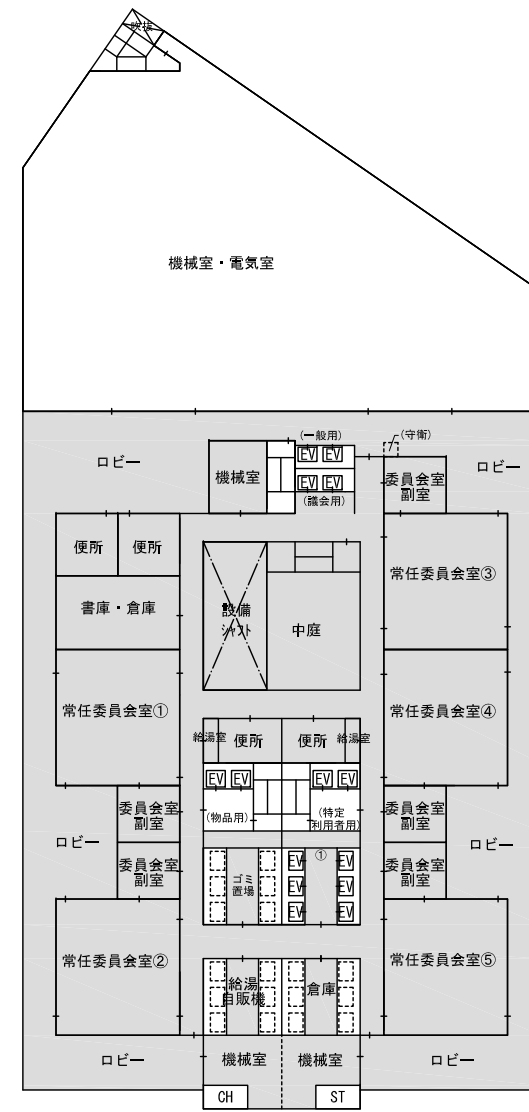 吹抜
機械室・電気室
(一般用)
(守衛)
ロビー
EV EV
ロビー
機械室
委員会室
副室
EV EV
(議会用)
便所
便所
常任委員会室③
書庫・倉庫
設備
シャフト
中庭
常任委員会室①
常任委員会室④
給湯室
便所
便所
給湯室
EV EV
EV EV
委員会室
副室
(物品用)
(特定
利用者用)
委員会室
副室
ロビー
ロビー
委員会室
副室
ゴミ
置場
①
EV EV
EV EV
EV EV
委員会室
副室
常任委員会室②
給湯
自販機
倉庫
常任委員会室⑤
ロビー
機械室
機械室
ロビー
CH
ST